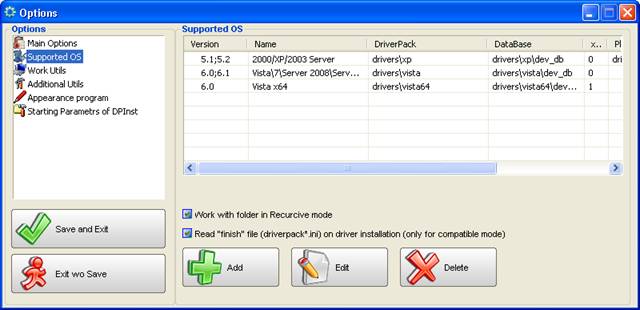 Options
Options
Main Options
Supported OS
Work Utils
Additional Utils
Appearance program
Starting Parametrs of DPInst
Save and Exit
Exit wo Save
Supported OS
Version Name DriverPack DataBase x.. Pl
5.1;5.2 2000/XP/2003 Server drivers\xp drivers\xp\dev_db 0 dri
6.0;6.1 Vista\7\Server 2008\Serv... drivers\vista drivers\vista\dev_db 0
6.0 Vista x64 drivers\vista64 drivers\vista64\dev... 1
Work with folder in Recurcive mode
Read "finish" file (driverpack*.ini) on driver installation (only for compatible mode)
Add
Edit
Delete